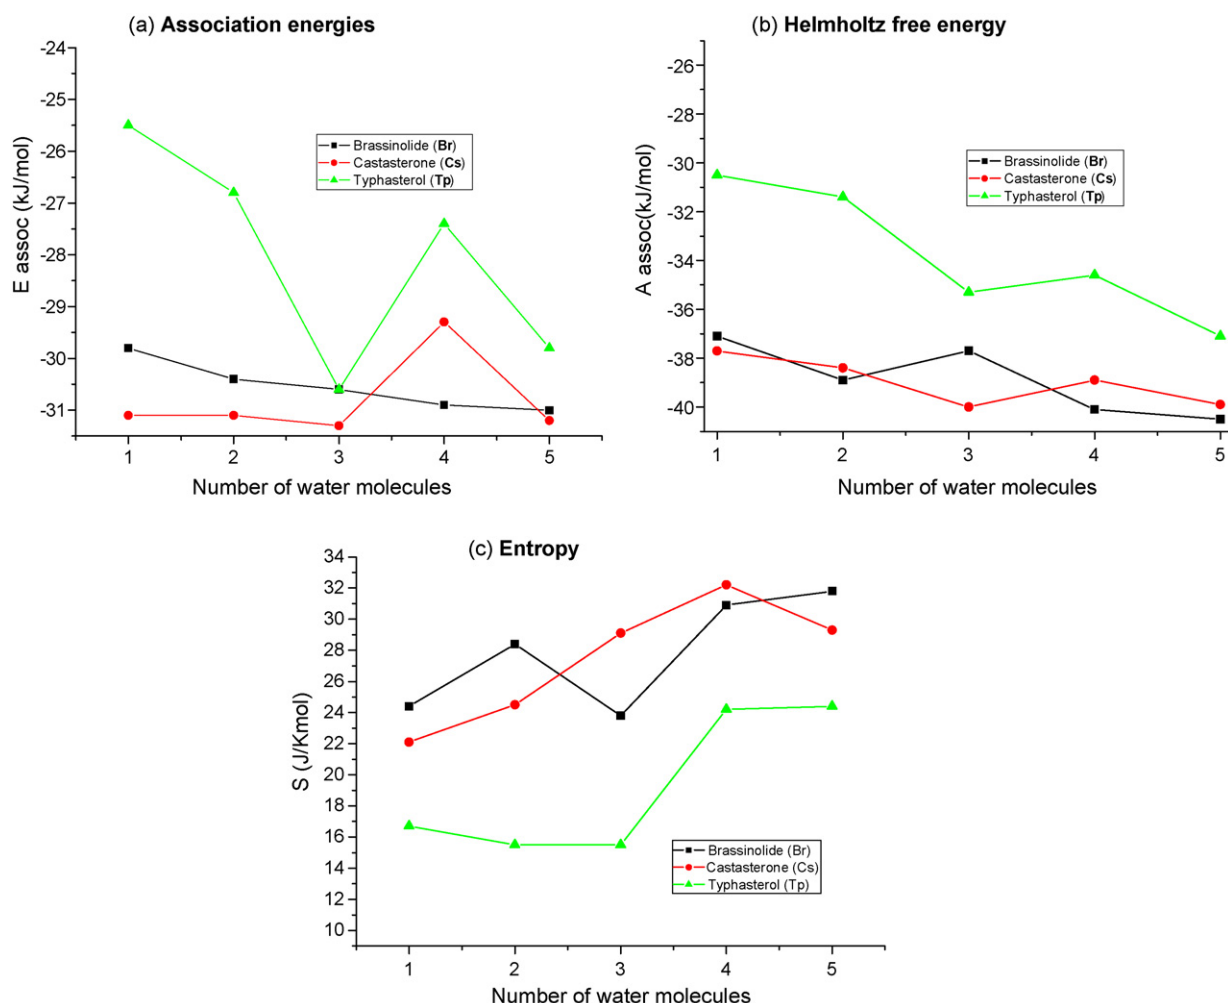 (a) Association energies
-24
-25
-26
-27
-28
-29
-30
-31
E assoc (kJ/mol)
Brassinolide (Br)
Castasterone (Cs)
Typhasterol (Tp)
1 2 3 4 5
Number of water molecules
(b) Helmholtz free energy
-26
-28
-30
-32
-34
-36
-38
-40
A assoc(kJ/mol)
Brassinolide (Br)
Castasterone (Cs)
Typhasterol (Tp)
1 2 3 4 5
Number of water molecules
(c) Entropy
34
32
30
28
26
24
22
20
18
16
14
12
10
S (J/Kmol)
Brassinolide (Br)
Castasterone (Cs)
Typhasterol (Tp)
1 2 3 4 5
Number of water molecules